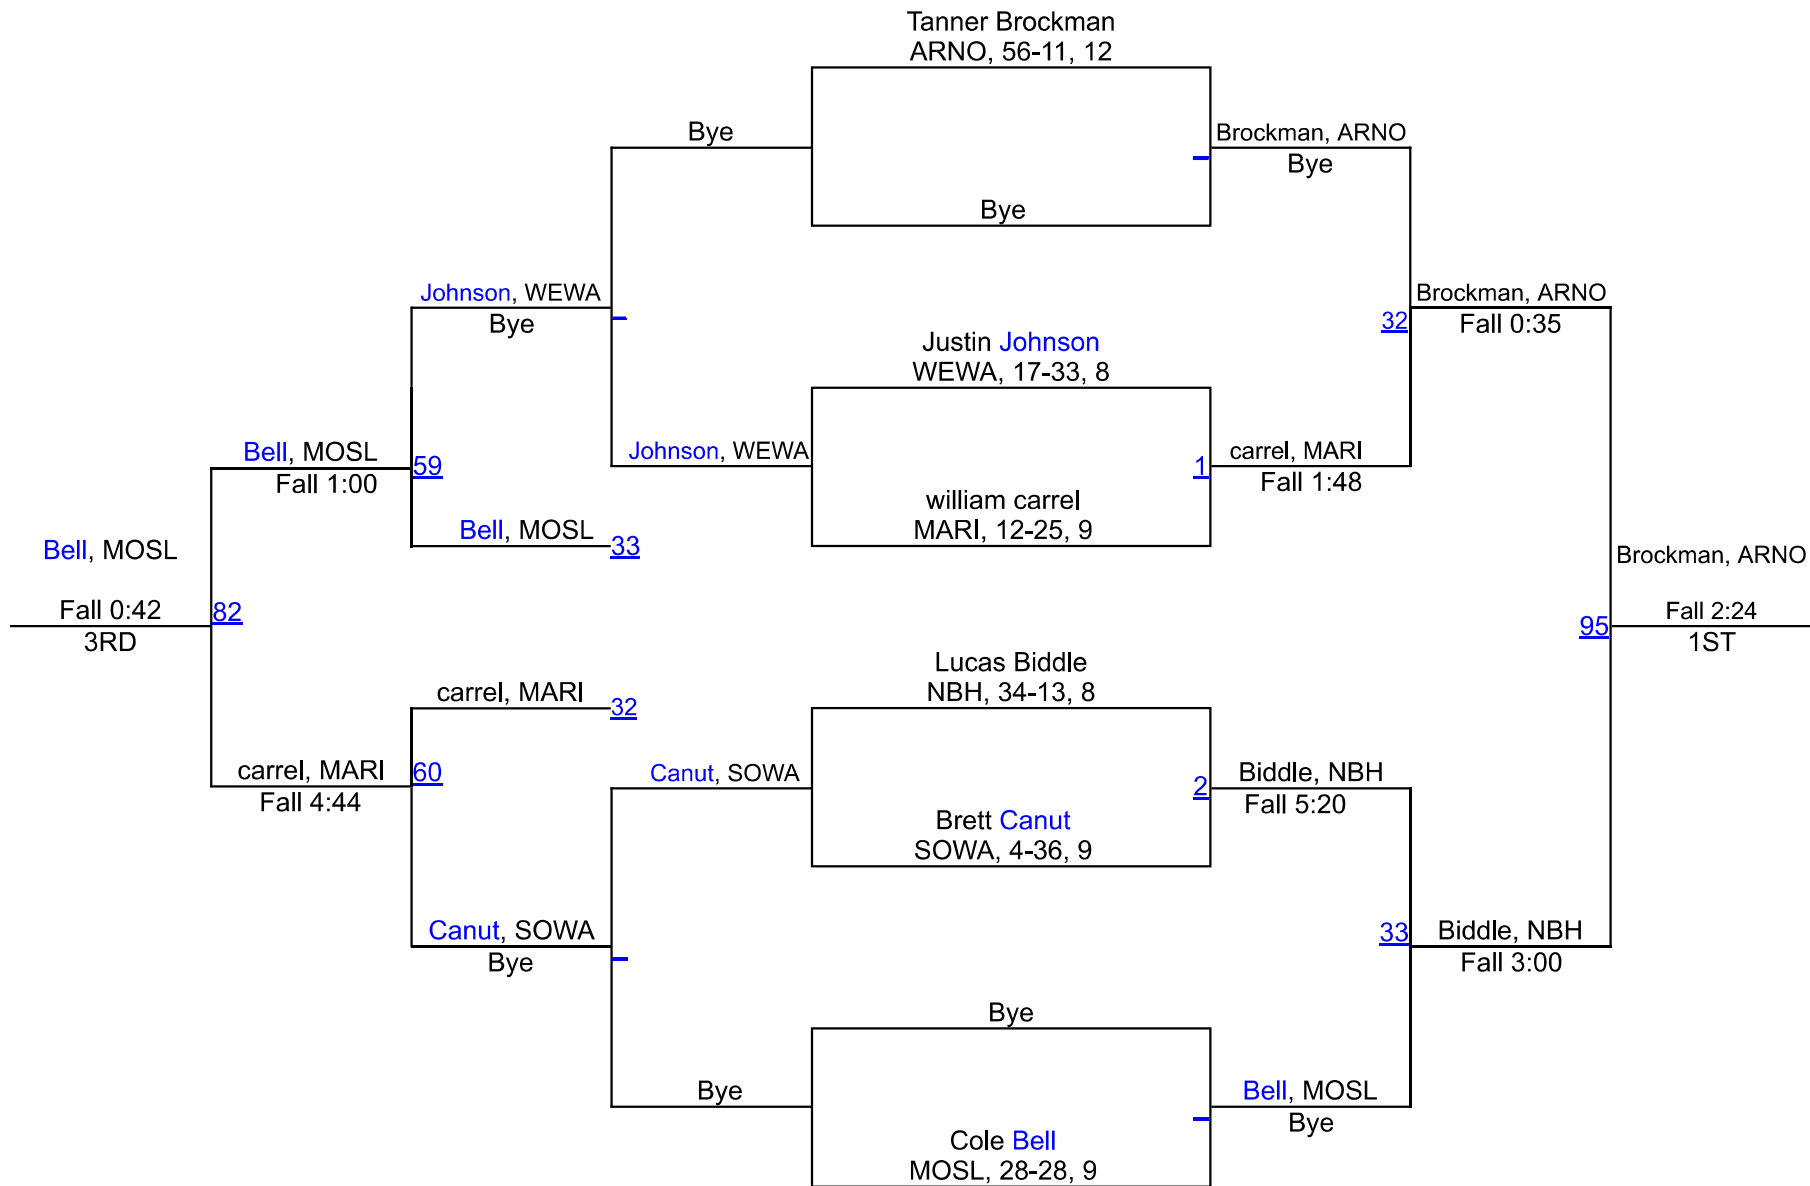 Tanner Brockman
ARNO, 56-11, 12
Bye
Brockman, ARNO
Bye
Bye
Johnson, WEWA
Bye
Brockman, ARNO
32
Fall 0:35
Justin Johnson
WEWA, 17-33, 8
Bell, MOSL
59
Fall 1:00
Johnson, WEWA
1
carrel, MARI
Fall 1:48
william carrel
MARI, 12-25, 9
Bell, MOSL
33
Bell, MOSL
Brockman, ARNO
Fall 0:42
82
3RD
Fall 2:24
95
1ST
Lucas Biddle
NBH, 34-13, 8
carrel, MARI
32
carrel, MARI
60
Fall 4:44
Canut, SOWA
2
Biddle, NBH
Fall 5:20
Brett Canut
SOWA, 4-36, 9
Canut, SOWA
Bye
33
Biddle, NBH
Fall 3:00
Bye
Bye
Bell, MOSL
Bye
Cole Bell
MOSL, 28-28, 9